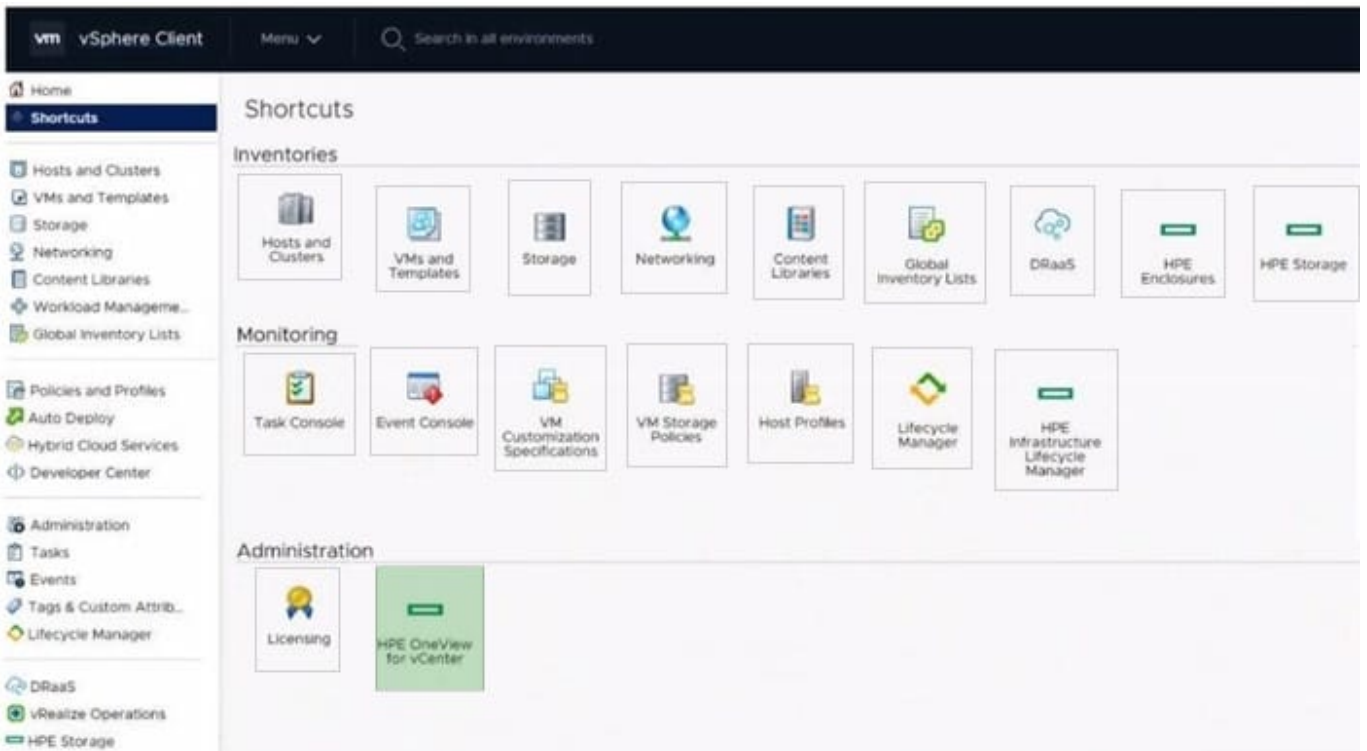 vm vSphere Client Menu Search in all environments
Home
Shortcuts
Hosts and Clusters
VMs and Templates
Storage
Networking
Content Libraries
Workload Manageme...
Global Inventory Lists
Policies and Profiles
Auto Deploy
Hybrid Cloud Services
Developer Center
Administration
Tasks
Events
Tags & Custom Attrib...
Lifecycle Manager
DRaaS
vRealize Operations
HPE Storage
Shortcuts
Inventories
Hosts and
Clusters
VMs and
Templates
Storage
Networking
Content
Libraries
Global
Inventory Lists
DRaaS
HPE
Enclosures
HPE Storage
Monitoring
Task Console
Event Console
VM
Customization
Specifications
VM Storage
Policies
Host Profiles
Lifecycle
Manager
HPE
Infrastructure
Lifecycle
Manager
Administration
Licensing
HPE OneView
for vCenter